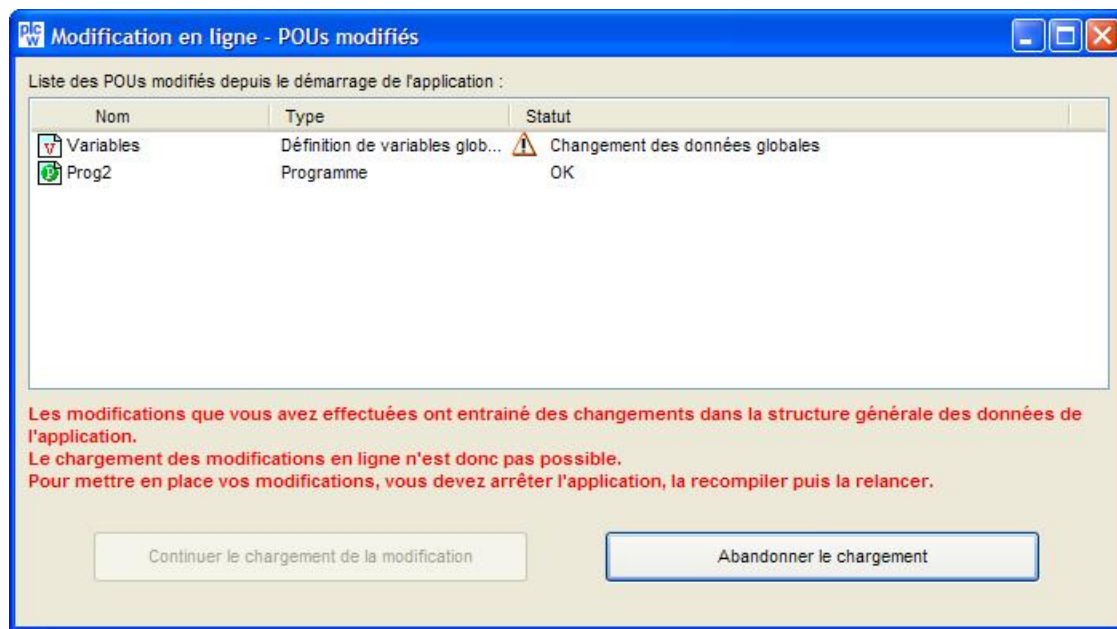 plc w Modification en ligne - POUs modifiés
Liste des POUs modifiés depuis le démarrage de l'application :
Nom Type Statut
Variables Définition de variables glob... Changement des données globales
Prog2 Programme OK
Les modifications que vous avez effectuées ont entrainé des changements dans la structure générale des données de
l'application.
Le chargement des modifications en ligne n'est donc pas possible.
Pour mettre en place vos modifications, vous devez arrêter l'application, la recompiler puis la relancer.
Continuer le chargement de la modification Abandonner le chargement